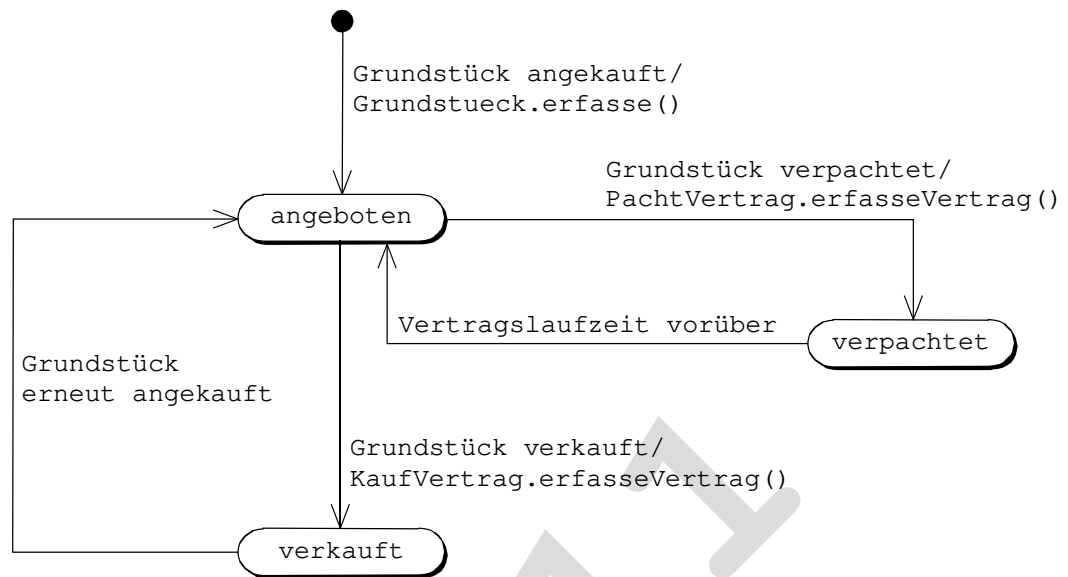 Grundstück angekauft/
Grundstueck.erfasse()
Grundstück verpachtet/
PachtVertrag.erfasseVertrag()
angeboten
Vertragslaufzeit vorüber
verpachtet
Grundstück
erneut angekauft
Grundstück verkauft/
KaufVertrag.erfasseVertrag()
verkauft